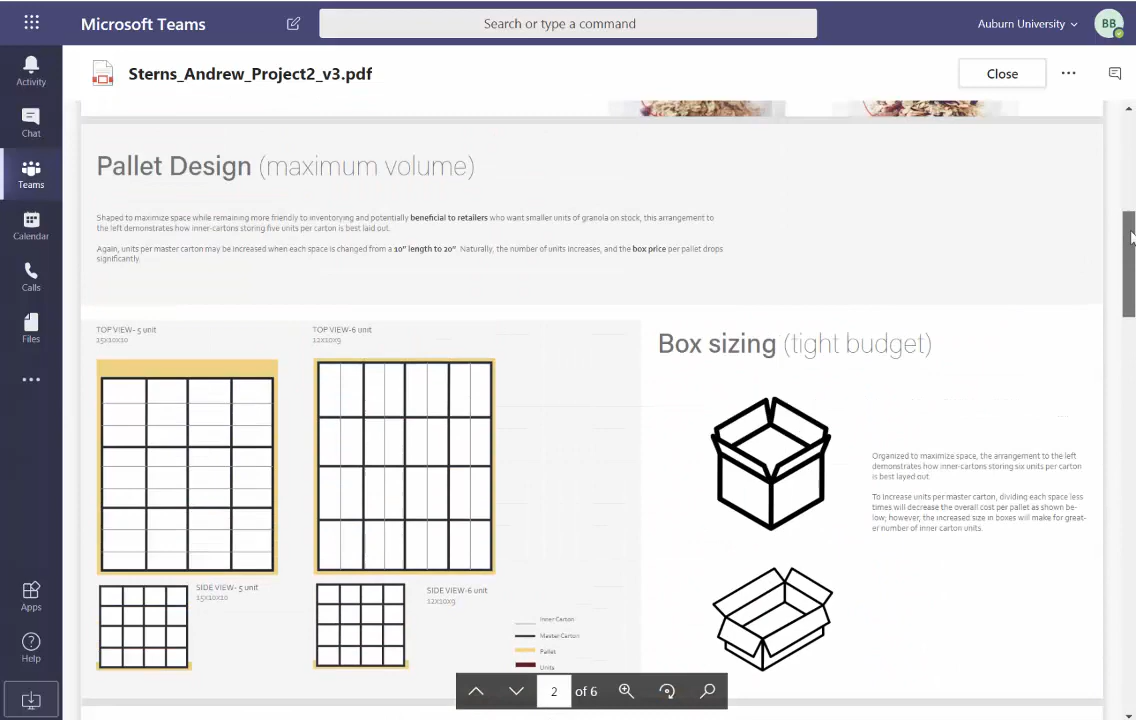 Microsoft Teams
Search or type a command
Auburn University
BB
Activity
Chat
Teams
Calendar
Calls
Files
Apps
Help
Sterns_Andrew_Project2_v3.pdf
Close
Pallet Design (maximum volume)
Shaped to maximize space while remaining more friendly to inventorying and potentially beneficial to retailers who want smaller units of granola on stock, this arrangement to
the left demonstrates how inner-cartons storing five units per carton is best laid out.
Again, units per master carton may be increased when each space is changed from a 10" length to 20". Naturally, the number of units increases, and the box price per pallet drops
significantly.
TOP VIEW- 5 unit
15x10x10
TOP VIEW-6 unit
12x10x9
SIDE VIEW- 5 unit
15x10x10
SIDE VIEW-6 unit
12x10x9
Inner Carton
Master Carton
Pallet
Units
Box sizing (tight budget)
Organized to maximize space, the arrangement to the left
demonstrates how inner-cartons storing six units per carton
is best layed out
To increase units per master carton, dividing each space less
times will decrease the overall cost per pallet as shown be-
low; however, the increased size in boxes will make for great-
er number of inner carton units.
2 of 6